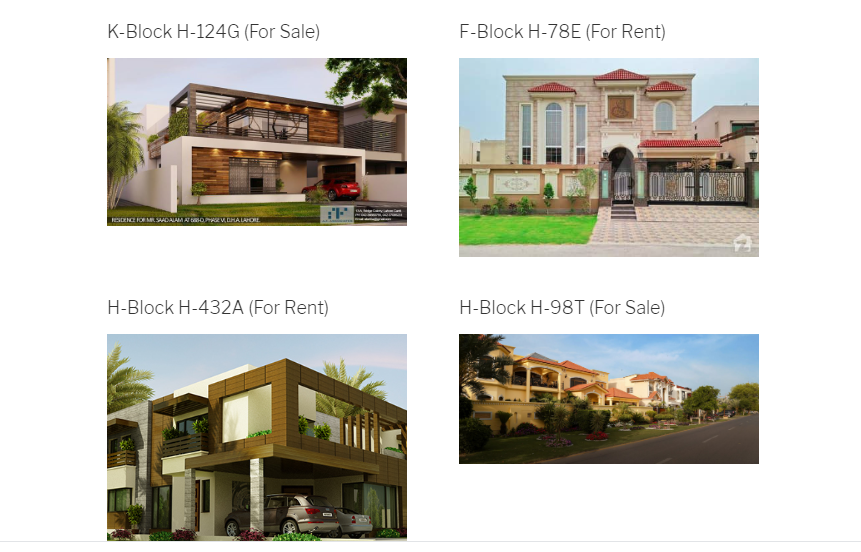 K-Block H-124G (For Sale)
F-Block H-78E (For Rent)
RESIDENCE FOR MR. SAAD ALAM AT 688-D, PHASE VI, D.H.A. LAHORE.
H-Block H-432A (For Rent)
H-Block H-98T (For Sale)